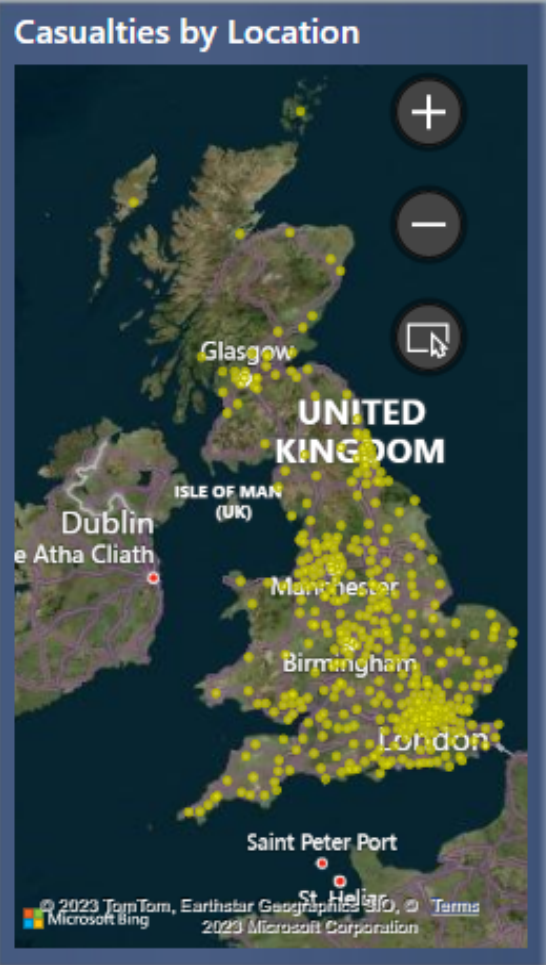 Casualties by Location
Glasgow
UNITED
KINGDOM
ISLE OF MAN
(UK)
Dublin
e Atha Cliath
Manchester
Birmingham
London
Saint Peter Port
St. Helier
© 2023 TomTom, Earthstar Geographics SIO, © Terms
Microsoft Bing
2023 Microsoft Corporation